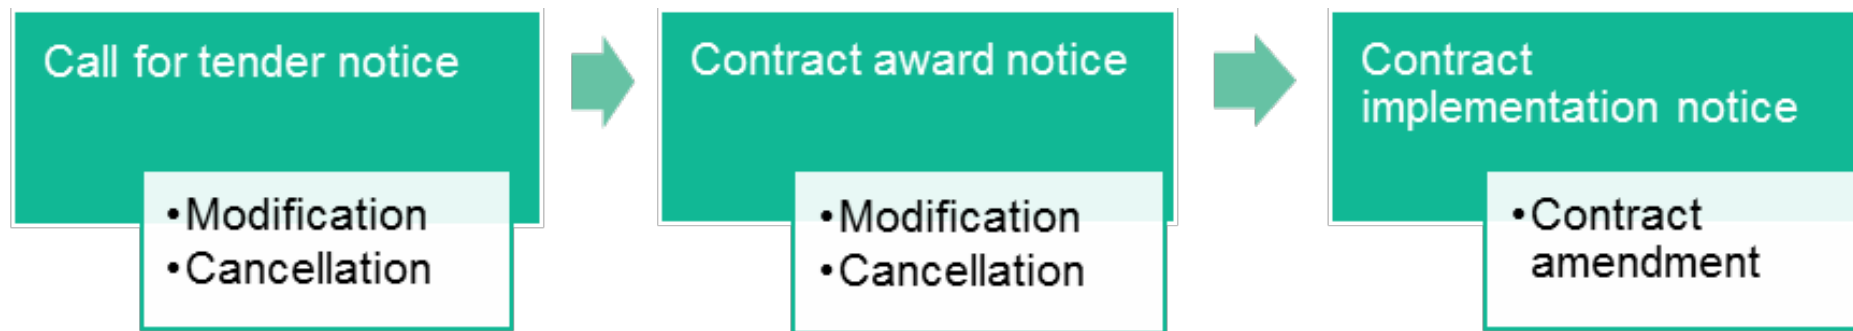 Call for tender notice
•Modification
•Cancellation
Contract award notice
•Modification
•Cancellation
Contract
implementation notice
•Contract
amendment